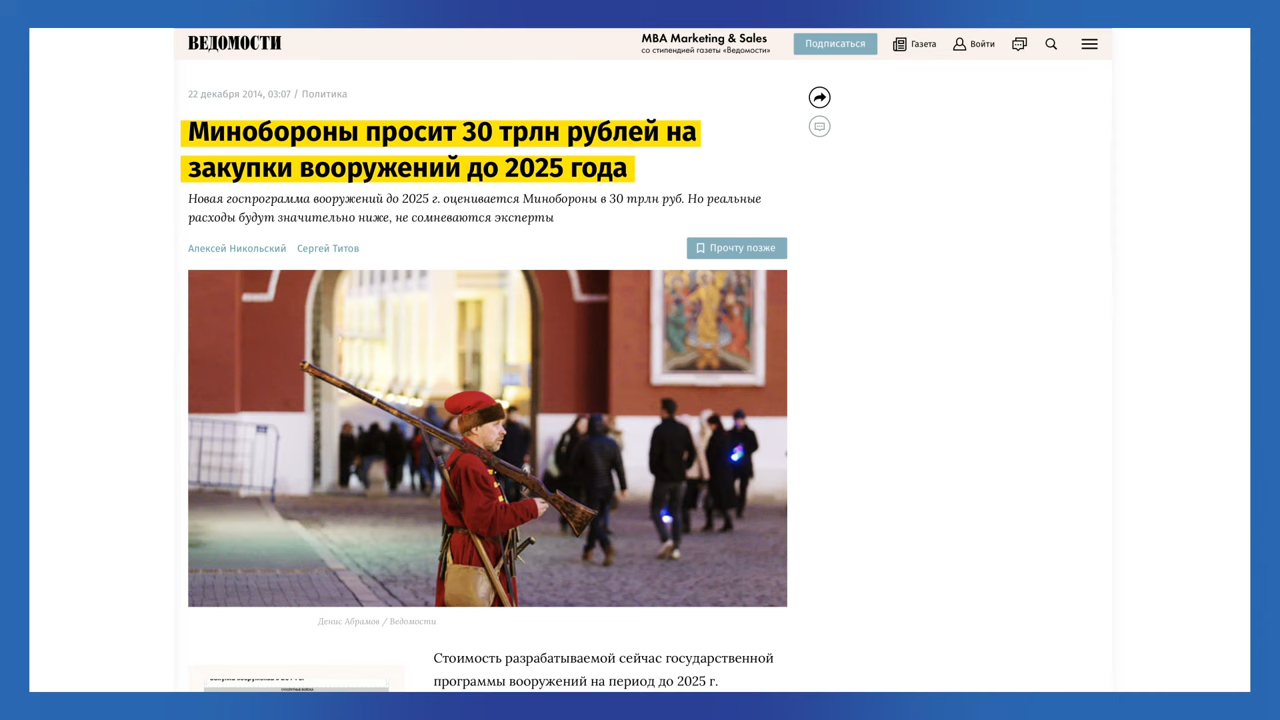 ВЕДОМОСТИ
MBA Marketing & Sales
со стипендией газеты «Ведомости»
Подписаться
Газета
Войти
22 декабря 2014, 03:07 / Политика
Минобороны просит 30 трлн рублей на
закупки вооружений до 2025 года
Новая госпрограмма вооружений до 2025 г. оценивается Минобороны в 30 трлн руб. Но реальные
расходы будут значительно ниже, не сомневаются эксперты
Алексей Никольский Сергей Титов
Прочту позже
Денис Абрамов / Ведомости
Стоимость разрабатываемой сейчас государственной
программы вооружений на период до 2025 г.